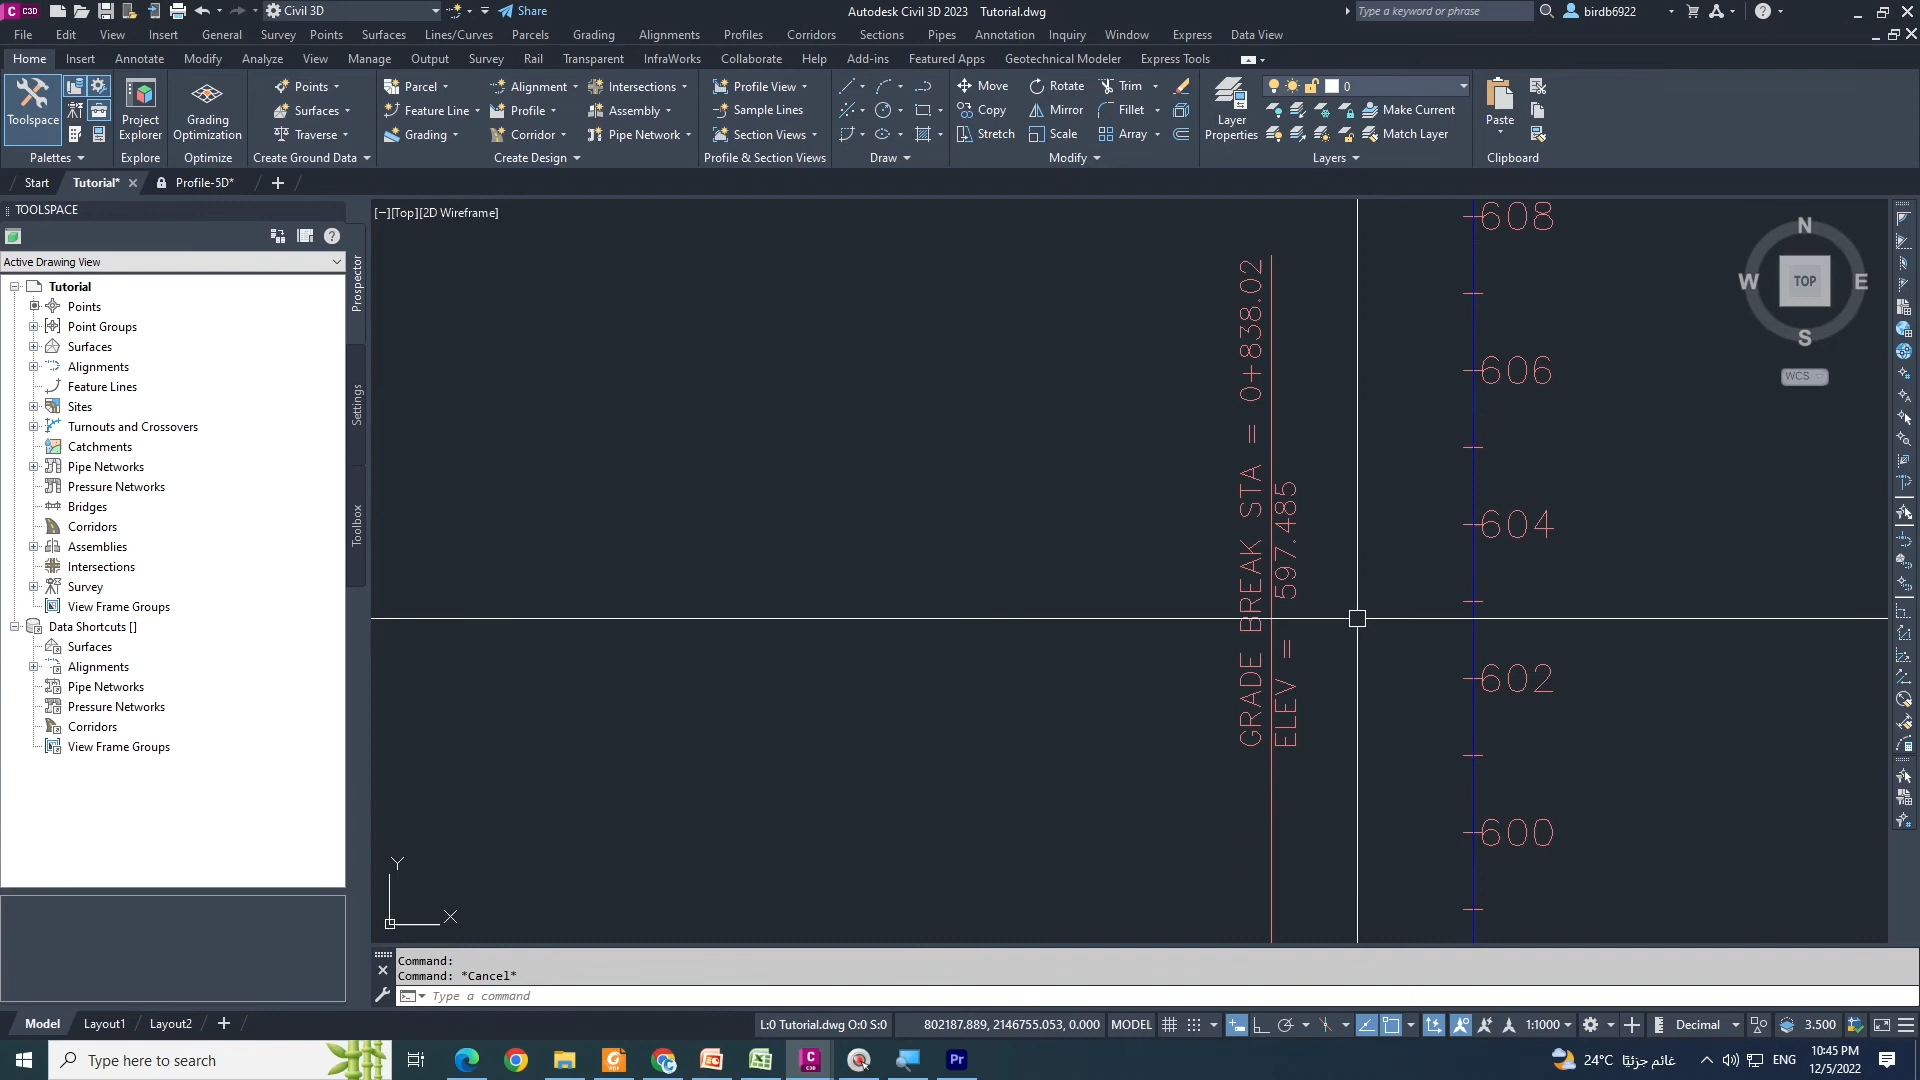 C3D
Civil 3D
Share
Autodesk Civil 3D 2023 Tutorial.dwg
Type a keyword or phrase
birdb6922
File Edit View Insert General Survey Points Surfaces Lines/Curves Parcels Grading Alignments Profiles Corridors Sections Pipes Annotation Inquiry Window Express Data View
Home Insert Annotate Modify Analyze View Manage Output Survey Rail Transparent InfraWorks Collaborate Help Add-ins Featured Apps Geotechnical Modeler Express Tools
Toolspace
Project Explorer
Grading Optimization
Points
Surfaces
Traverse
Parcel
Feature Line
Grading
Alignment
Profile
Corridor
Intersections
Assembly
Pipe Network
Profile View
Sample Lines
Section Views
Move
Copy
Stretch
Rotate
Mirror
Scale
Trim
Fillet
Array
Layer Properties
0
Make Current
Match Layer
Paste
Palettes Explore Optimize Create Ground Data Create Design Profile & Section Views Draw Modify Layers Clipboard
Start Tutorial* Profile-5D*
TOOLSPACE
Active Drawing View
Tutorial
Points
Point Groups
Surfaces
Alignments
Feature Lines
Sites
Turnouts and Crossovers
Catchments
Pipe Networks
Pressure Networks
Bridges
Corridors
Assemblies
Intersections
Survey
View Frame Groups
Data Shortcuts []
Surfaces
Alignments
Pipe Networks
Pressure Networks
Corridors
View Frame Groups
Prospector
Settings
Toolbox
[−][Top][2D Wireframe]
GRADE BREAK STA = 0+838.02
ELEV = 597.485
608
606
604
602
600
N
W TOP E
S
WCS
Y
X
Command:
Command: *Cancel*
Type a command
Model Layout1 Layout2
L:0 Tutorial.dwg O:0 S:0 802187.889, 2146755.053, 0.000 MODEL 1:1000 Decimal 3.500
Type here to search
24°C غائم جزئيًا
ENG
10:45 PM
12/5/2022